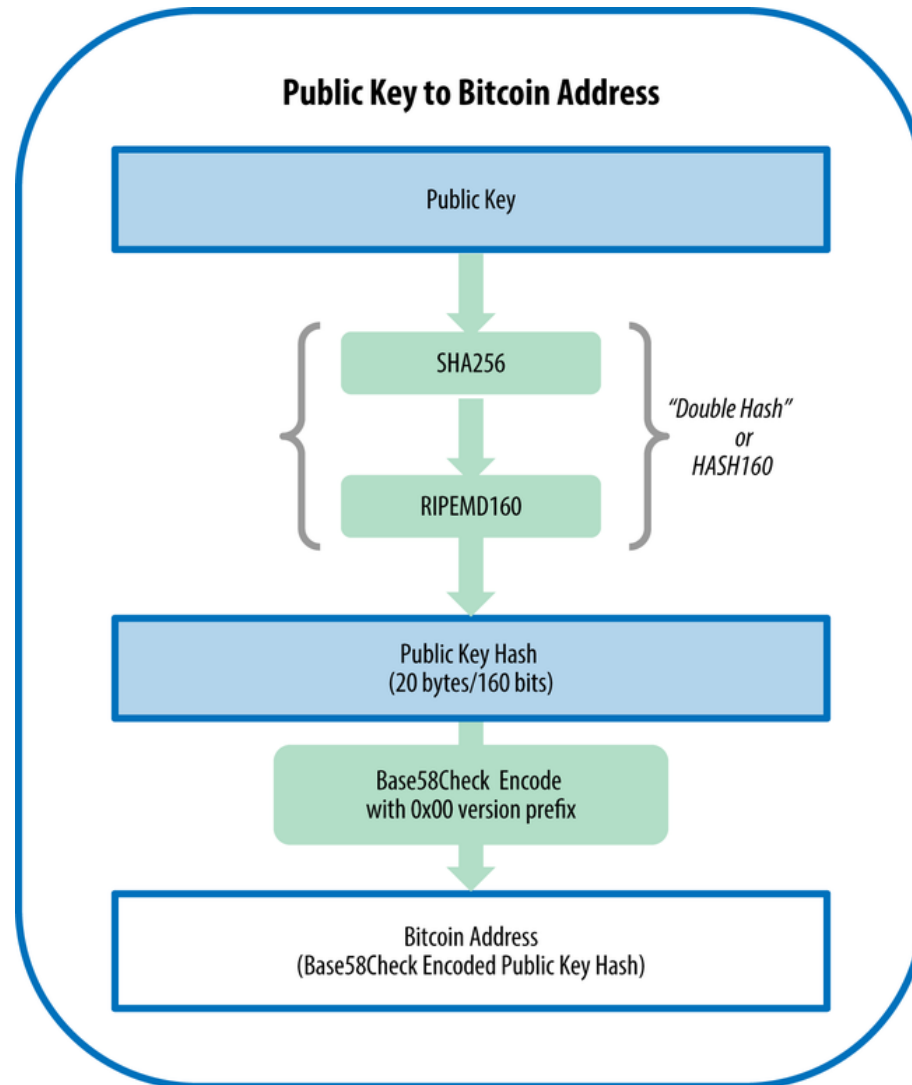 Public Key to Bitcoin Address
Public Key
SHA256
“Double Hash”
or
HASH160
RIPEMD160
Public Key Hash
(20 bytes/160 bits)
Base58Check Encode
with 0x00 version prefix
Bitcoin Address
(Base58Check Encoded Public Key Hash)